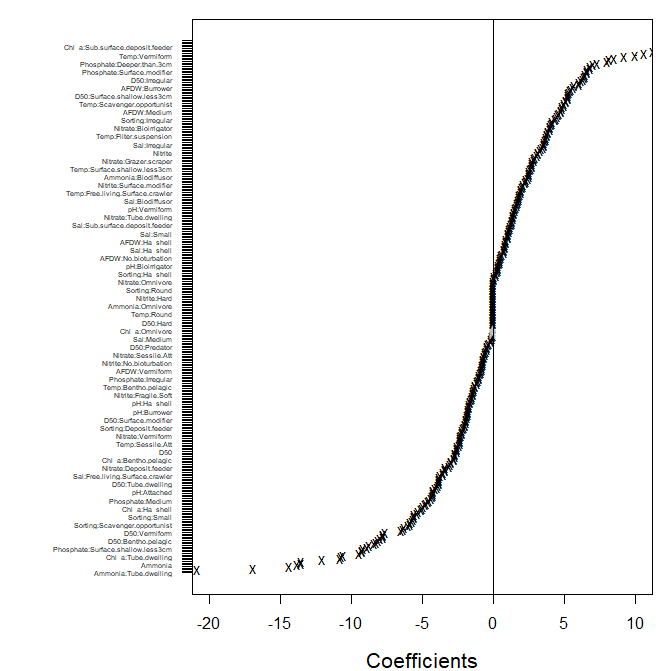 Chl_a:Sub.surface.deposit.feeder
Temp:Vermiform
Phosphate:Deeper.than.3cm
Phosphate:Surface.modifier
D50:Irregular
AFDW:Burrower
D50:Surface.shallow.less3cm
Temp:Scavenger.opportunist
AFDW:Medium
Sorting:Irregular
Nitrate:Bioirrigator
Temp:Filter.suspension
Sal:Irregular
Nitrite
Nitrate:Grazer.scraper
Temp:Surface.shallow.less3cm
Ammonia:Biodiffusor
Nitrite:Surface.modifier
Temp:Free.living.Surface.crawler
Sal:Biodiffusor
pH:Vermiform
Nitrate:Tube.dwelling
Sal:Sub.surface.deposit.feeder
Sal:Small
AFDW:Ha_shell
Sal:Ha_shell
AFDW:No.bioturbation
pH:Bioirrigator
Sorting:Ha_shell
Nitrate:Omnivore
Sorting:Round
Nitrite:Hard
Ammonia:Omnivore
Temp:Round
D50:Hard
Chl_a:Omnivore
Sal:Medium
D50:Predator
Nitrate:Sessile.Att
Nitrite:No.bioturbation
AFDW:Vermiform
Phosphate:Irregular
Temp:Bentho.pelagic
Nitrite:Fragile.Soft
pH:Ha_shell
pH:Burrower
D50:Surface.modifier
Sorting:Deposit.feeder
Nitrate:Vermiform
Temp:Sessile.Att
D50
Chl_a:Bentho.pelagic
Nitrate:Deposit.feeder
Sal:Free.living.Surface.crawler
D50:Tube.dwelling
pH:Attached
Phosphate:Medium
Chl_a:Ha_shell
Sorting:Small
Sorting:Scavenger.opportunist
D50:Vermiform
D50:Bentho.pelagic
Phosphate:Surface.shallow.less3cm
Chl_a:Tube.dwelling
Ammonia
Ammonia:Tube.dwelling
-20 -15 -10 -5 0 5 10
Coefficients